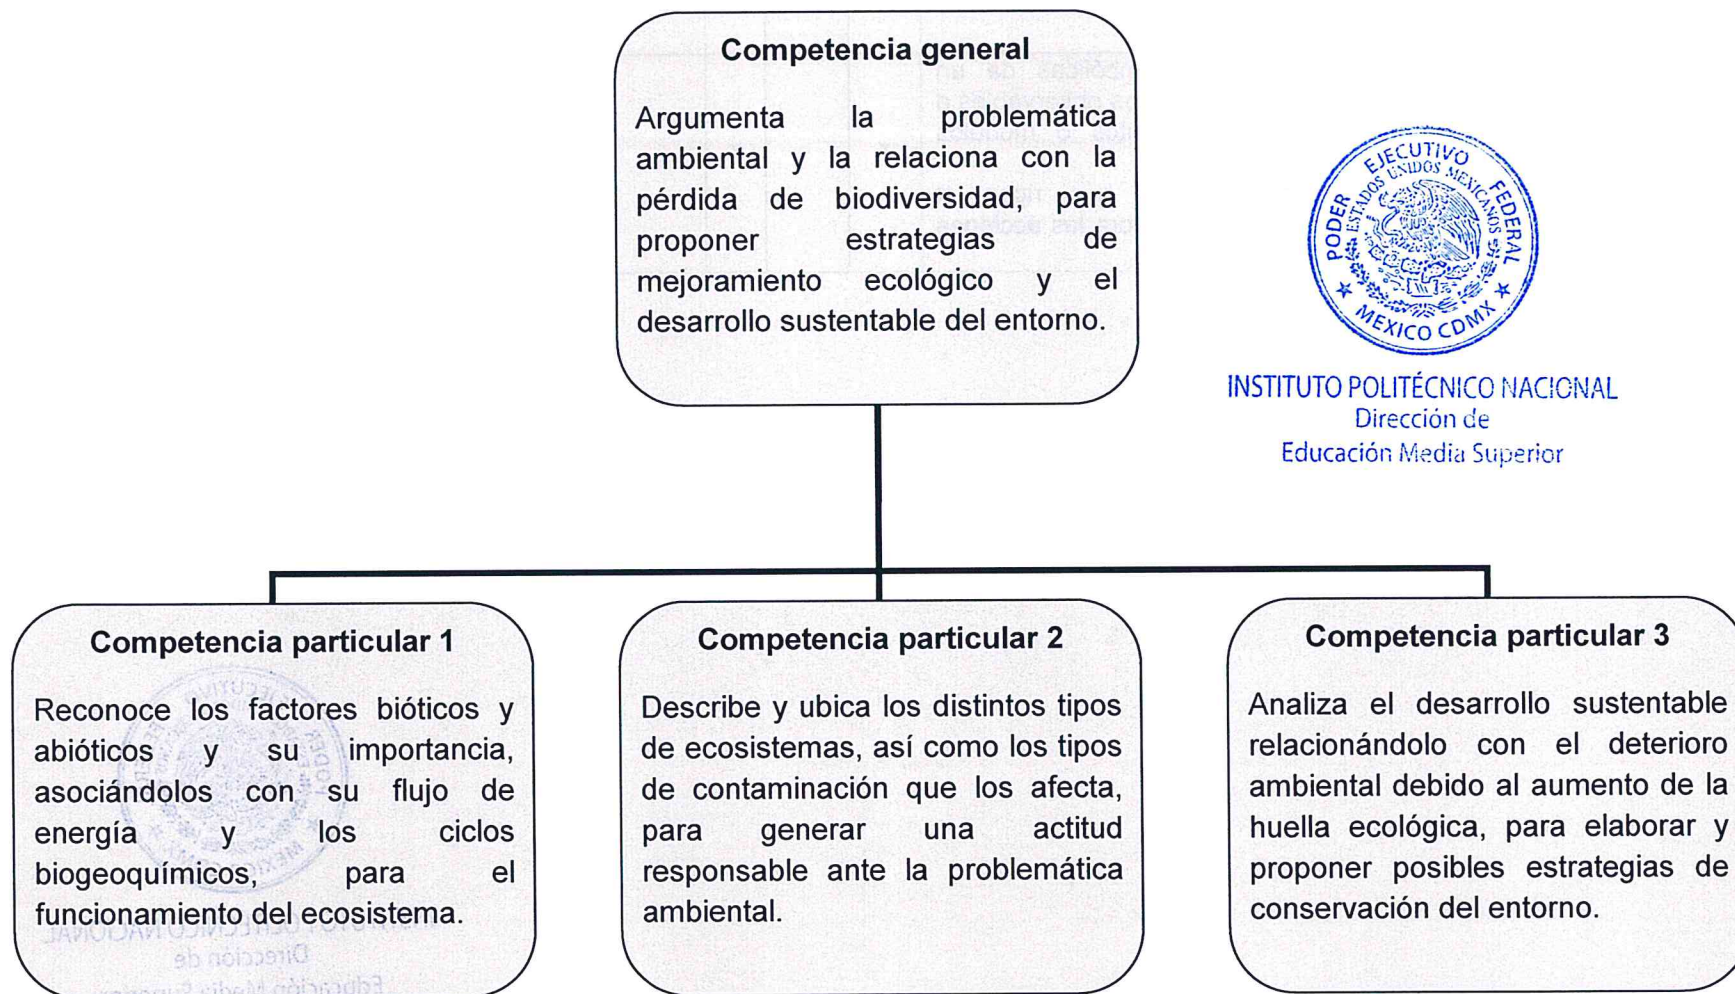 Competencia general
Argumenta la problemática
ambiental y la relaciona con la
pérdida de biodiversidad, para
proponer estrategias de
mejoramiento ecológico y el
desarrollo sustentable del entorno.
PODER EJECUTIVO FEDERAL
ESTADOS UNIDOS MEXICANOS
MEXICO CDMX
INSTITUTO POLITÉCNICO NACIONAL
Dirección de
Educación Media Superior
Competencia particular 1
Reconoce los factores bióticos y
abióticos y su importancia,
asociándolos con su flujo de
energía y los ciclos
biogeoquímicos, para el
funcionamiento del ecosistema.
Competencia particular 2
Describe y ubica los distintos tipos
de ecosistemas, así como los tipos
de contaminación que los afecta,
para generar una actitud
responsable ante la problemática
ambiental.
Competencia particular 3
Analiza el desarrollo sustentable
relacionándolo con el deterioro
ambiental debido al aumento de la
huella ecológica, para elaborar y
proponer posibles estrategias de
conservación del entorno.